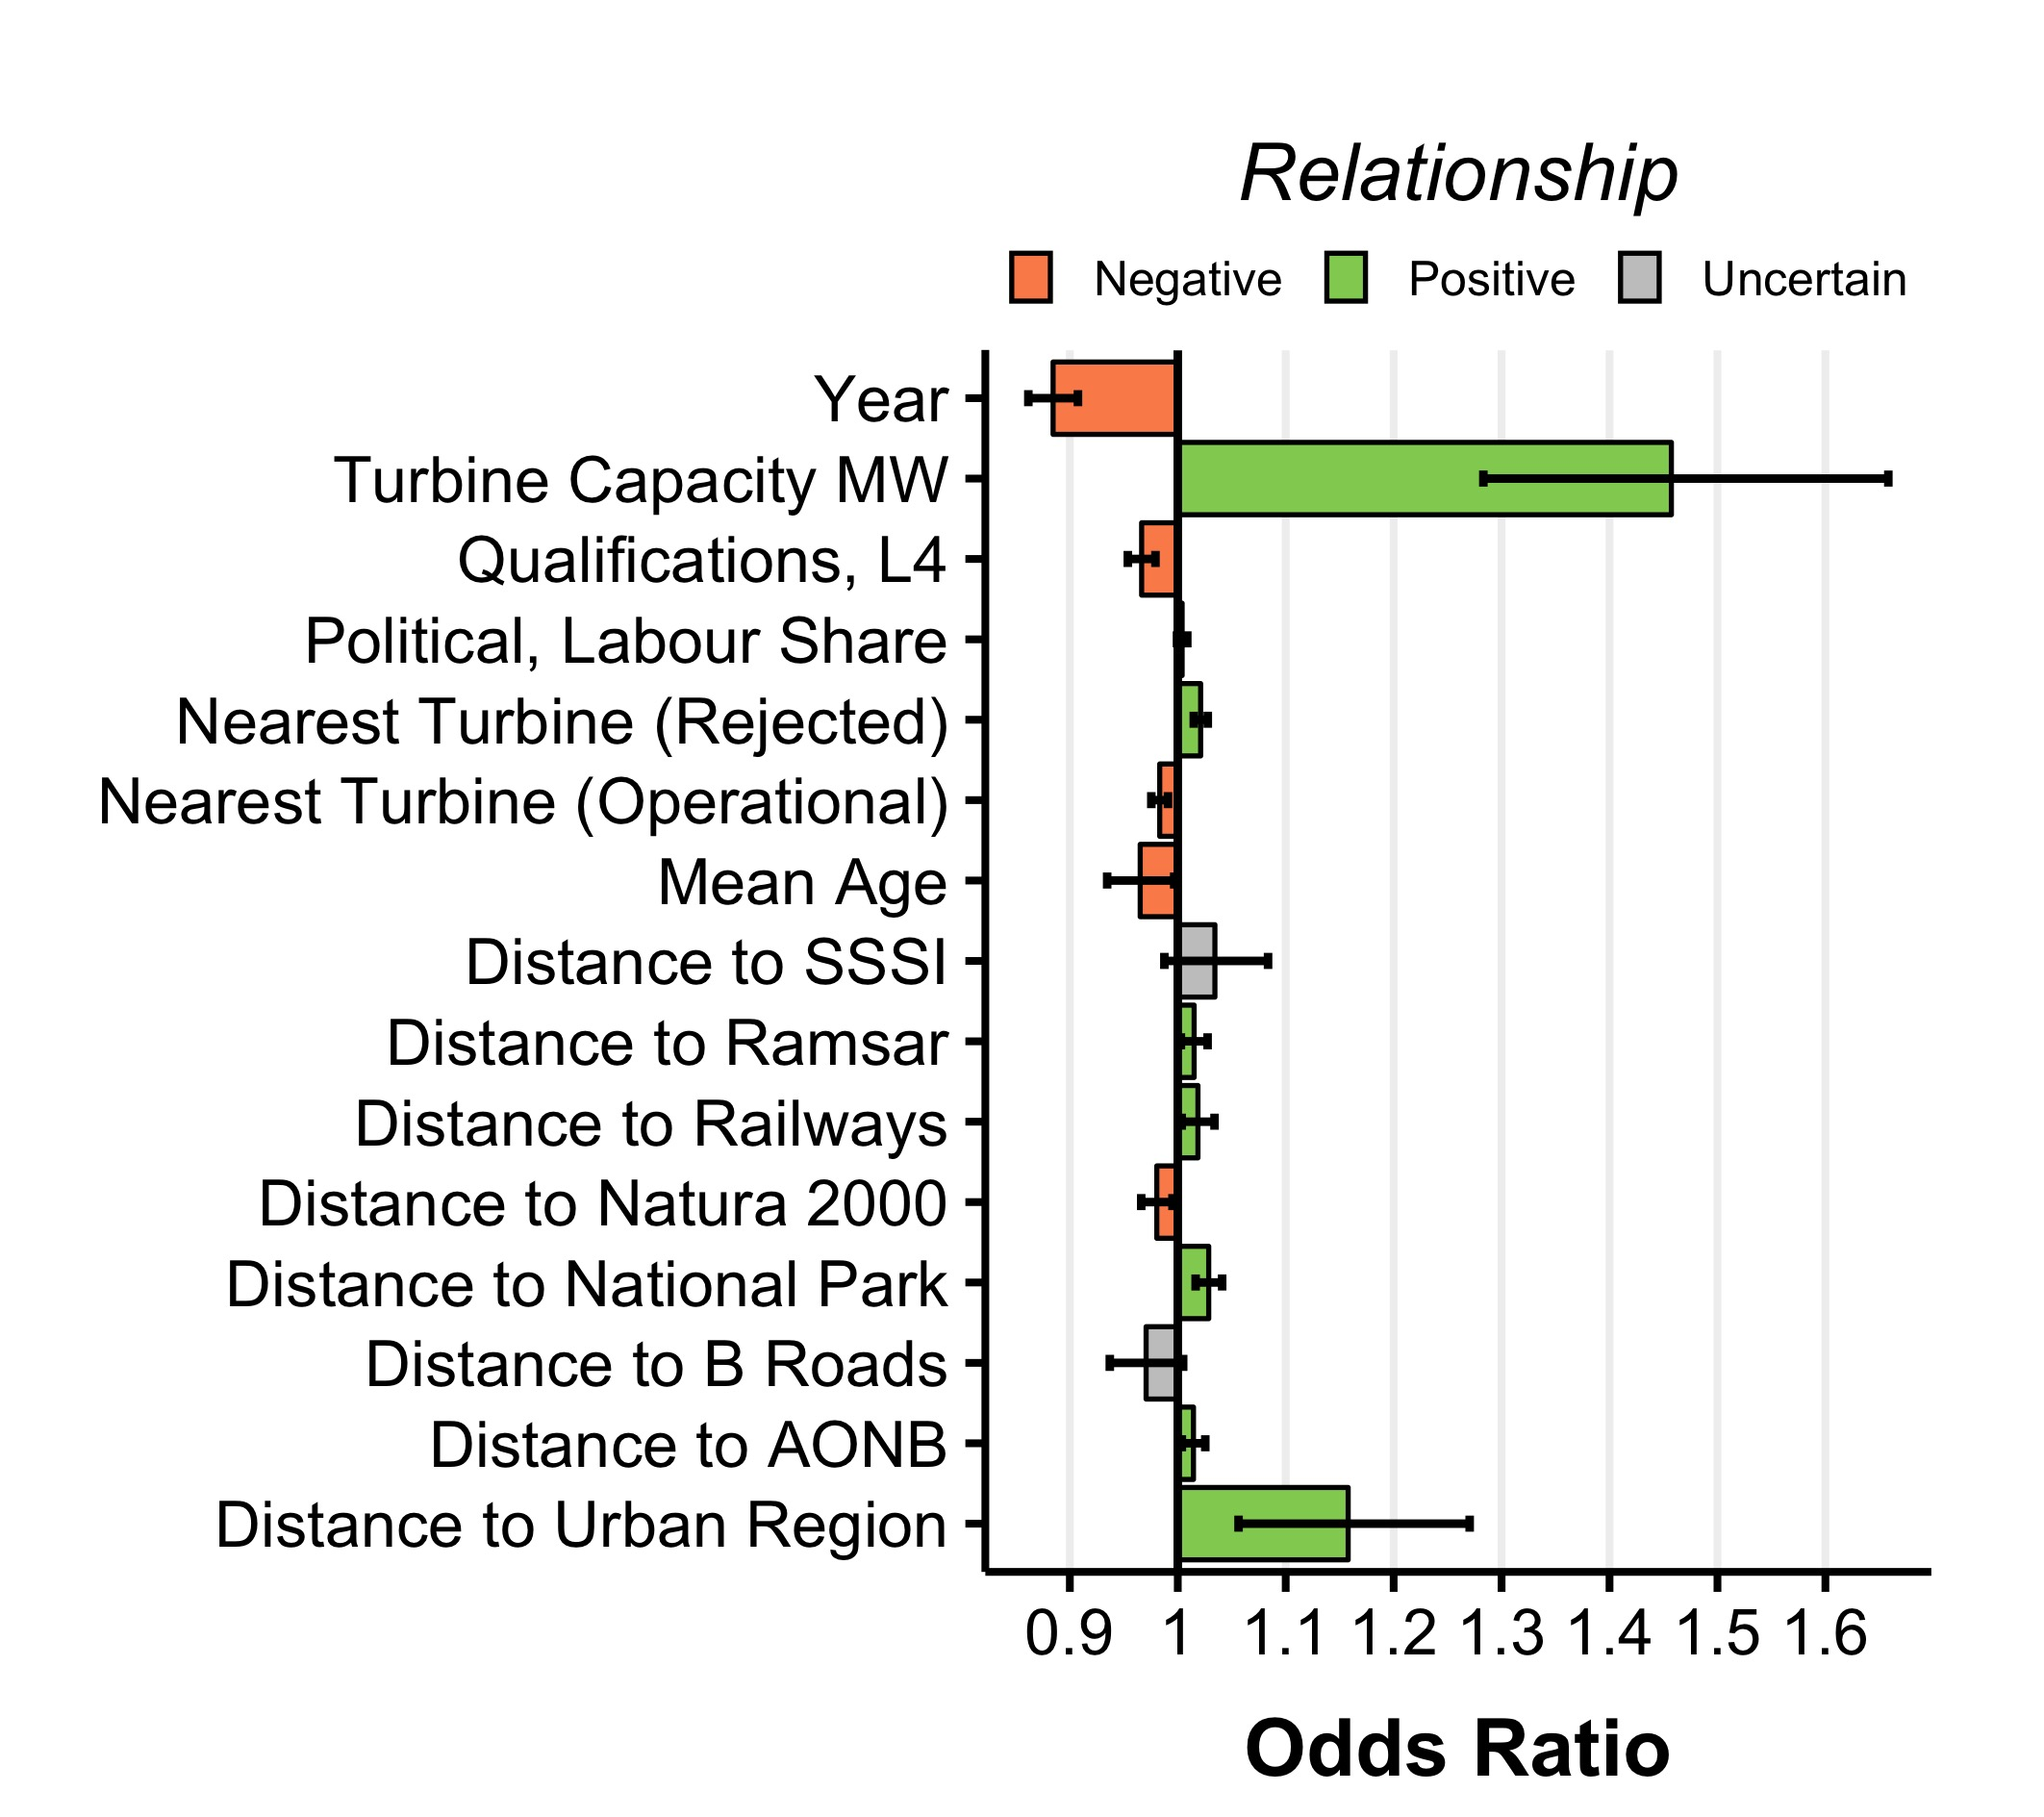 Relationship
Negative Positive Uncertain
Year
Turbine Capacity MW
Qualifications, L4
Political, Labour Share
Nearest Turbine (Rejected)
Nearest Turbine (Operational)
Mean Age
Distance to SSSI
Distance to Ramsar
Distance to Railways
Distance to Natura 2000
Distance to National Park
Distance to B Roads
Distance to AONB
Distance to Urban Region
0.9 1 1.1 1.2 1.3 1.4 1.5 1.6
Odds Ratio